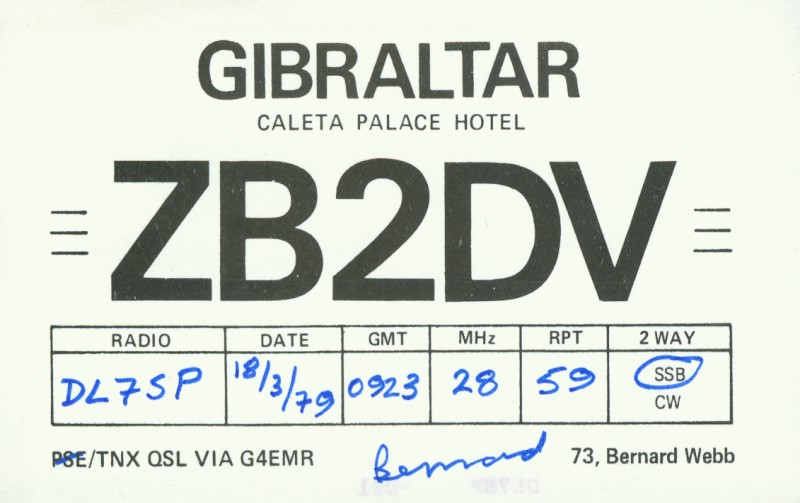 GIBRALTAR
CALETA PALACE HOTEL
ZB2DV
RADIO DATE GMT MHz RPT 2 WAY
DL7SP 18/3/79 0923 28 59 SSB
CW
PSE/TNX QSL VIA G4EMR Bernard 73, Bernard Webb